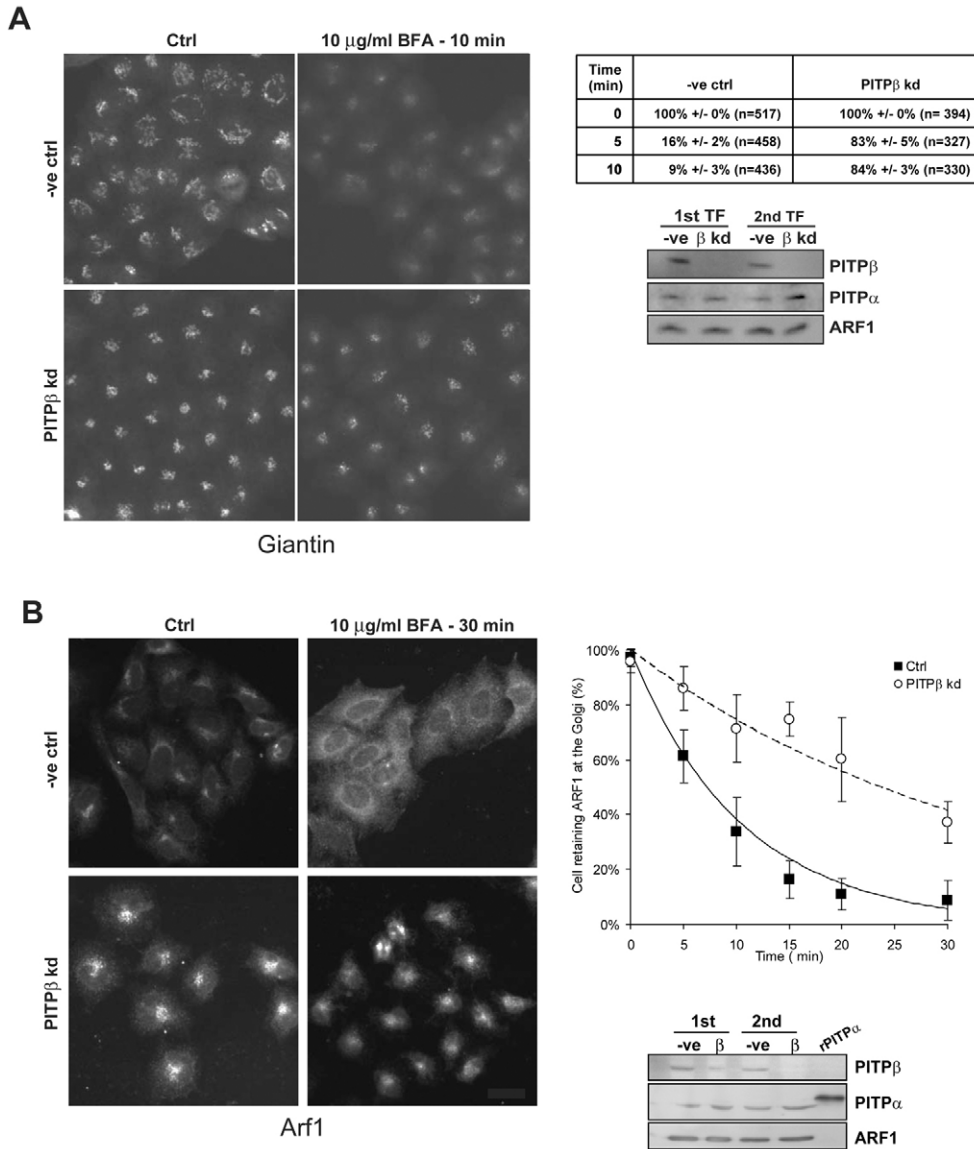 A
Ctrl
10 μg/ml BFA - 10 min
-ve ctrl
PITPβ kd
Giantin
Time (min) -ve ctrl PITPβ kd
0 100% +/- 0% (n=517) 100% +/- 0% (n= 394)
5 16% +/- 2% (n=458) 83% +/- 5% (n=327)
10 9% +/- 3% (n=436) 84% +/- 3% (n=330)
1st TF 2nd TF
-ve β kd -ve β kd
PITPβ
PITPα
ARF1
B
Ctrl
10 μg/ml BFA - 30 min
-ve ctrl
PITPβ kd
Arf1
Cell retaining ARF1 at the Golgi (%)
100%
80%
60%
40%
20%
0%
0 5 10 15 20 25 30
Time ( min)
Ctrl
PITPβ kd
1st 2nd
-ve β -ve β rPITPα
PITPβ
PITPα
ARF1